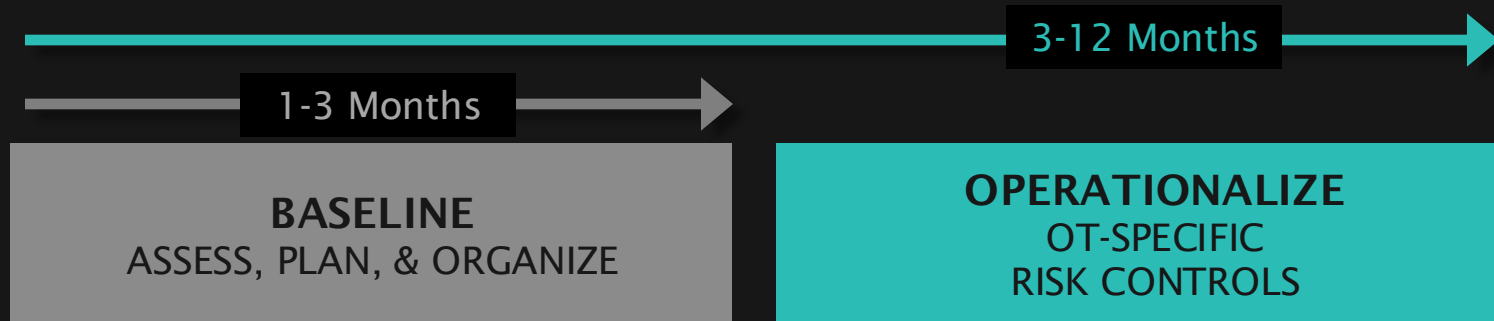 3-12 Months
1-3 Months
BASELINE
ASSESS, PLAN, & ORGANIZE
OPERATIONALIZE
OT-SPECIFIC
RISK CONTROLS